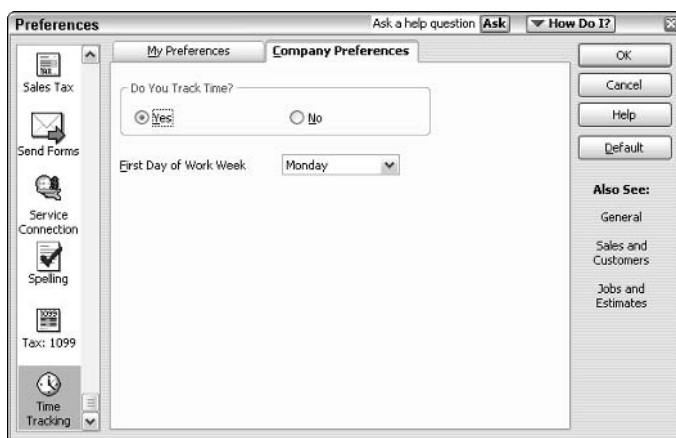 Preferences
Ask a help question Ask
How Do I?
My Preferences
Company Preferences
OK
Cancel
Help
Default
Also See:
General
Sales and
Customers
Jobs and
Estimates
TAX
Sales Tax
Send Forms
Service
Connection
Spelling
1099
Tax: 1099
Time
Tracking
Do You Track Time?
Yes
No
First Day of Work Week
Monday